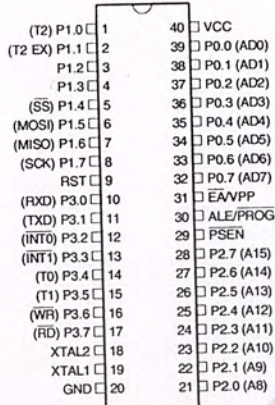 (T2) P1.0 1 40 VCC
(T2 EX) P1.1 2 39 P0.0 (AD0)
P1.2 3 38 P0.1 (AD1)
P1.3 4 37 P0.2 (AD2)
(SS) P1.4 5 36 P0.3 (AD3)
(MOSI) P1.5 6 35 P0.4 (AD4)
(MISO) P1.6 7 34 P0.5 (AD5)
(SCK) P1.7 8 33 P0.6 (AD6)
RST 9 32 P0.7 (AD7)
(RXD) P3.0 10 31 EA/VPP
(TXD) P3.1 11 30 ALE/PROG
(INT0) P3.2 12 29 PSEN
(INT1) P3.3 13 28 P2.7 (A15)
(T0) P3.4 14 27 P2.6 (A14)
(T1) P3.5 15 26 P2.5 (A13)
(WR) P3.6 16 25 P2.4 (A12)
(RD) P3.7 17 24 P2.3 (A11)
XTAL2 18 23 P2.2 (A10)
XTAL1 19 22 P2.1 (A9)
GND 20 21 P2.0 (A8)